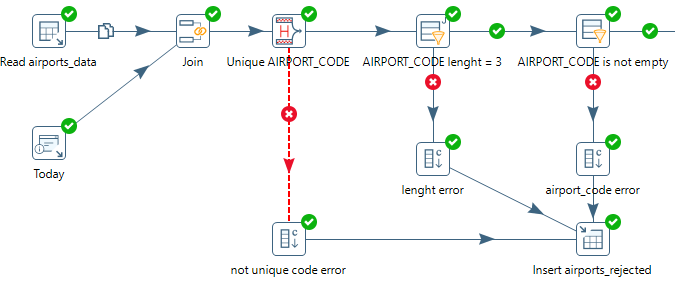 Read airports_data
Join
Unique AIRPORT_CODE
AIRPORT_CODE lenght = 3
AIRPORT_CODE is not empty
Today
lenght error
airport_code error
not unique code error
Insert airports_rejected